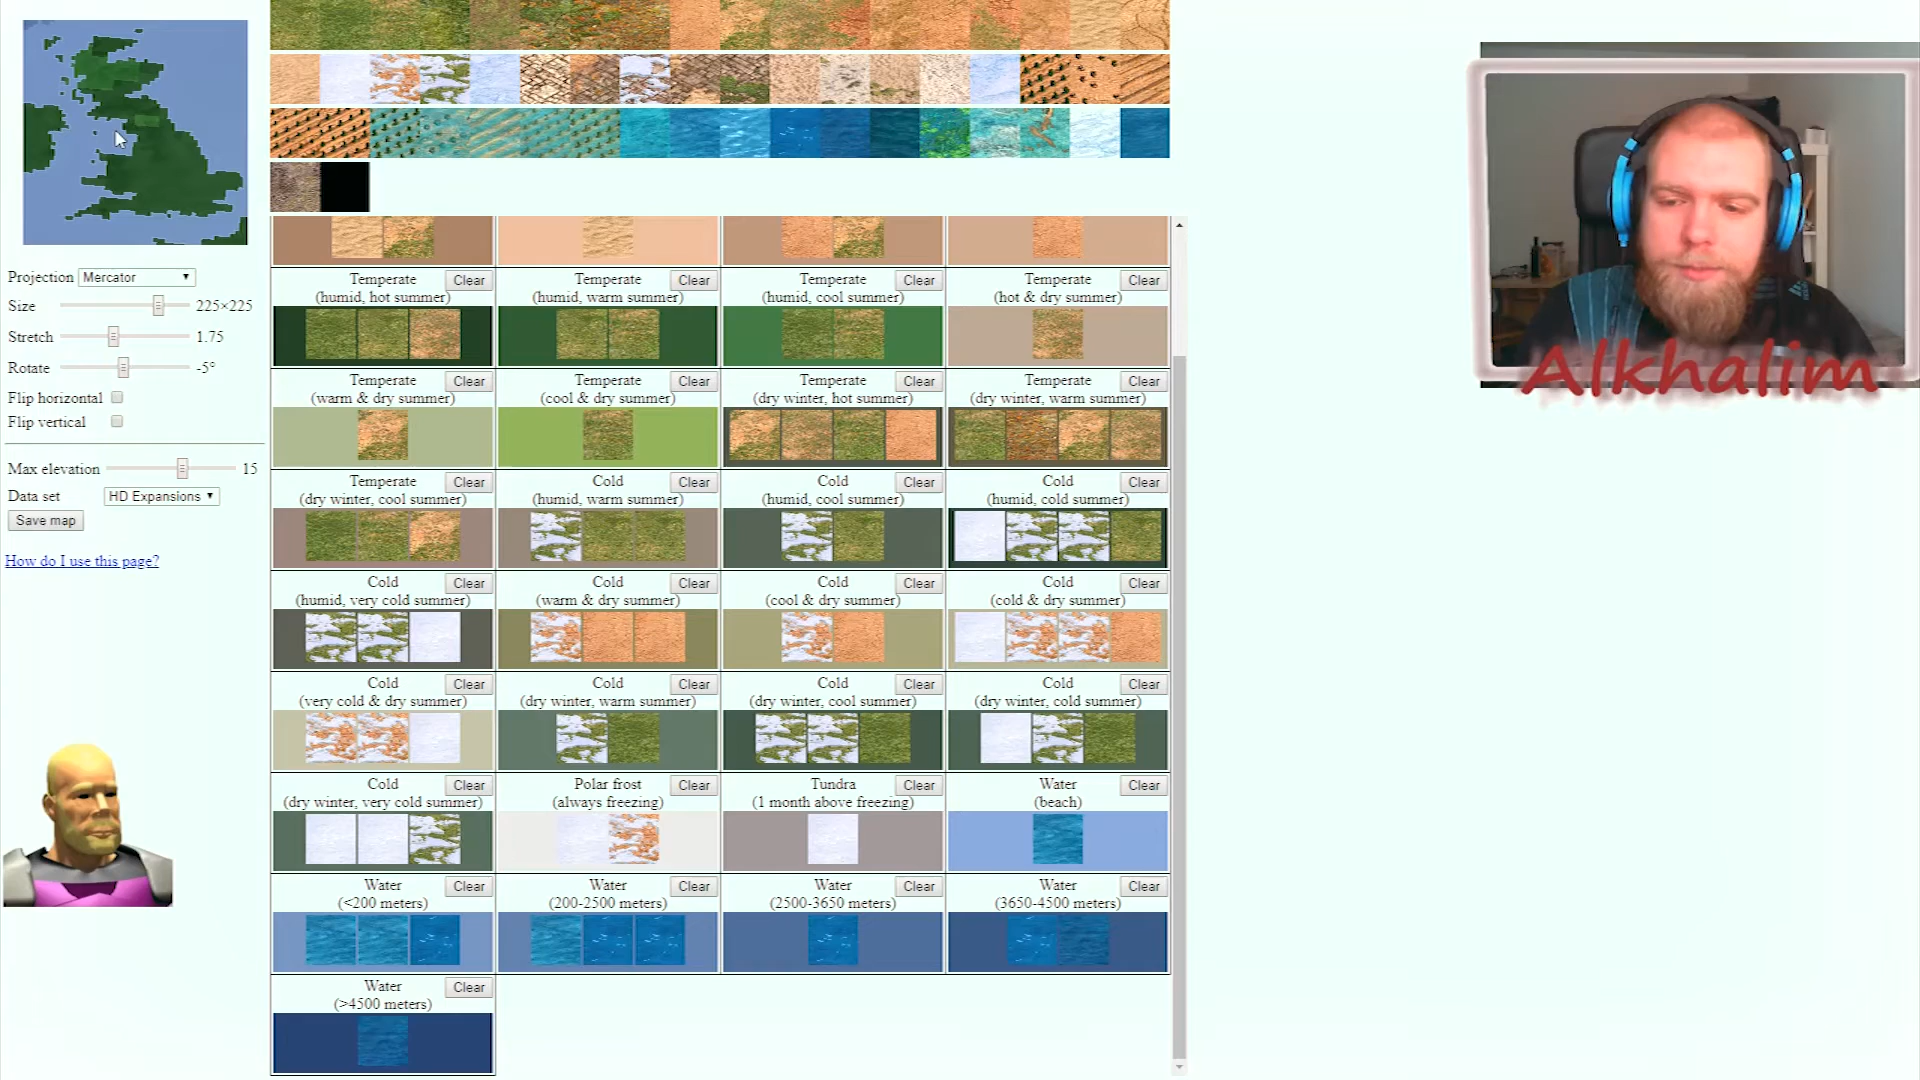 Projection Mercator
Size 225×225
Stretch 1.75
Rotate -5°
Flip horizontal
Flip vertical
Max elevation 15
Data set HD Expansions
Save map
How do I use this page?
Temperate Clear Temperate Clear Temperate Clear Temperate Clear
(humid, hot summer) (humid, warm summer) (humid, cool summer) (hot & dry summer)
Temperate Clear Temperate Clear Temperate Clear Temperate Clear
(warm & dry summer) (cool & dry summer) (dry winter, hot summer) (dry winter, warm summer)
Temperate Clear Cold Clear Cold Clear Cold Clear
(dry winter, cool summer) (humid, warm summer) (humid, cool summer) (humid, cold summer)
Cold Clear Cold Clear Cold Clear Cold Clear
(humid, very cold summer) (warm & dry summer) (cool & dry summer) (cold & dry summer)
Cold Clear Cold Clear Cold Clear Cold Clear
(very cold & dry summer) (dry winter, warm summer) (dry winter, cool summer) (dry winter, cold summer)
Cold Clear Polar frost Clear Tundra Clear Water Clear
(dry winter, very cold summer) (always freezing) (1 month above freezing) (beach)
Water Clear Water Clear Water Clear Water Clear
(<200 meters) (200-2500 meters) (2500-3650 meters) (3650-4500 meters)
Water Clear
(>4500 meters)
Alkhalim